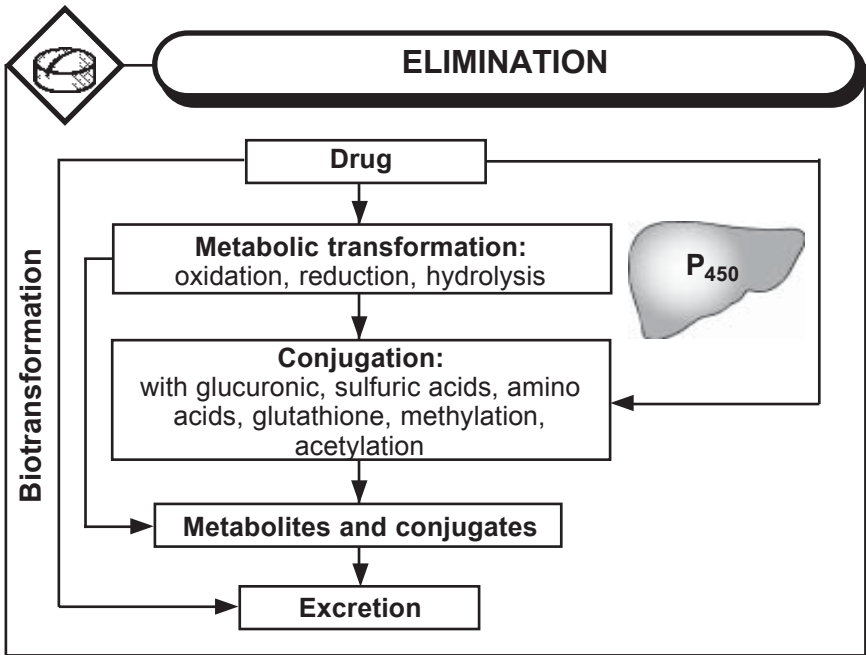 ELIMINATION
Drug
Metabolic transformation:
oxidation, reduction, hydrolysis
P450
Conjugation:
with glucuronic, sulfuric acids, amino
acids, glutathione, methylation,
acetylation
Metabolites and conjugates
Excretion
Biotransformation